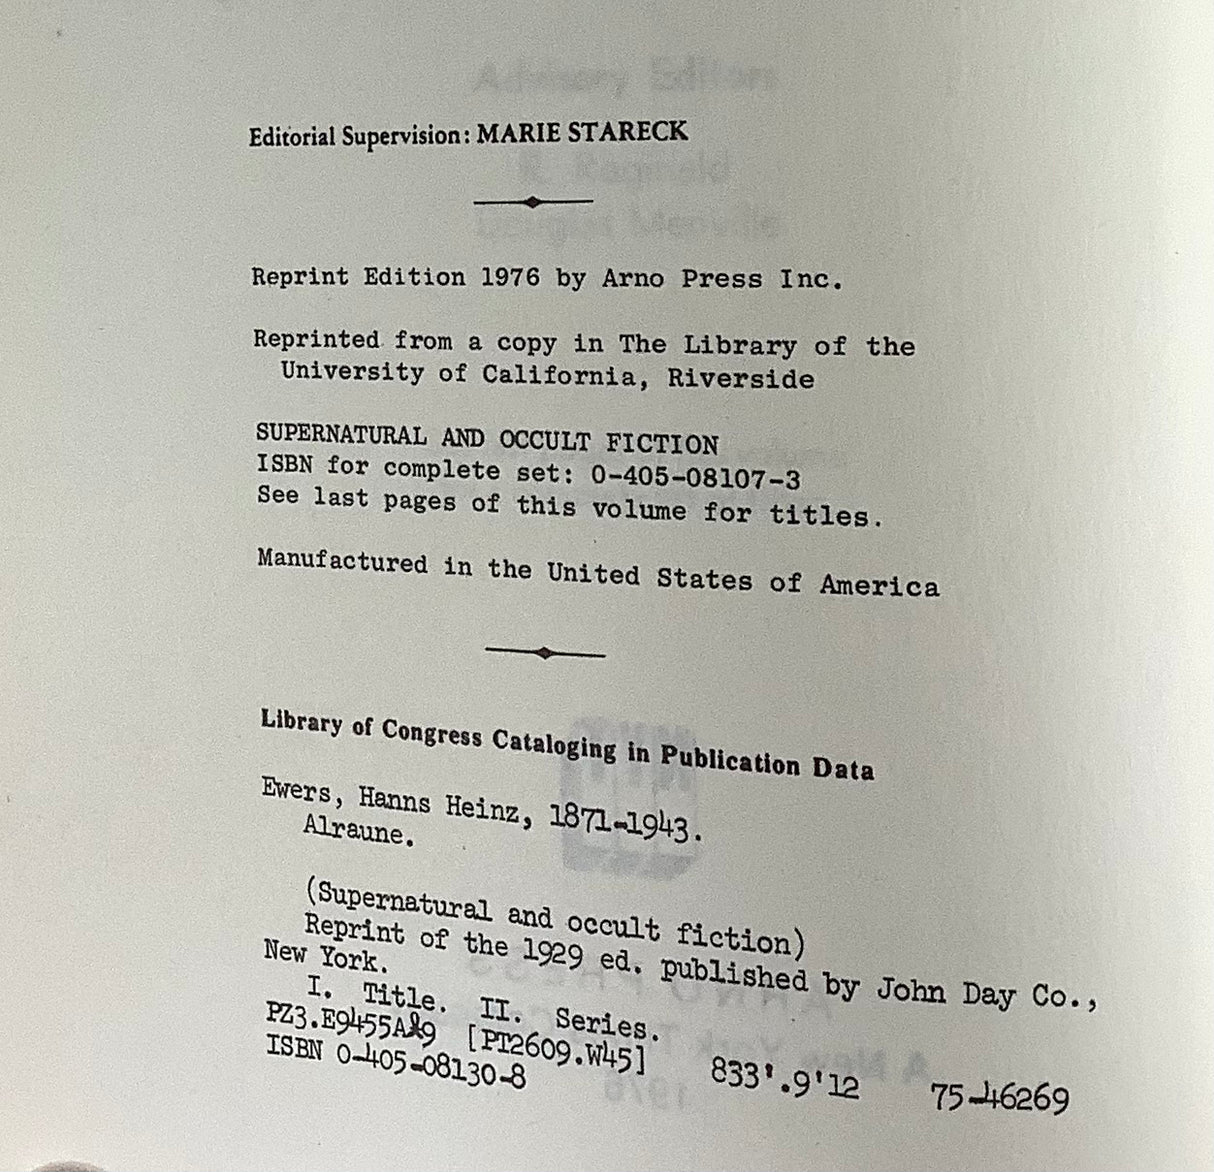 Editorial Supervision: MARIE STARECK
Reprint Edition 1976 by Arno Press Inc.
Reprinted from a copy in The Library of the
University of California, Riverside
SUPERNATURAL AND OCCULT FICTION
ISBN for complete set: 0-405-08107-3
See last pages of this volume for titles.
Manufactured in the United States of America
Library of Congress Cataloging in Publication Data
Ewers, Hanns Heinz, 1871-1943.
Alraune.
(Supernatural and occult fiction)
Reprint of the 1929 ed. published by John Day Co.,
New York.
I. Title. II. Series.
PZ3.E9455Al9 [PT2609.W45] 833'.9'12 75-46269
ISBN 0-405-08130-8